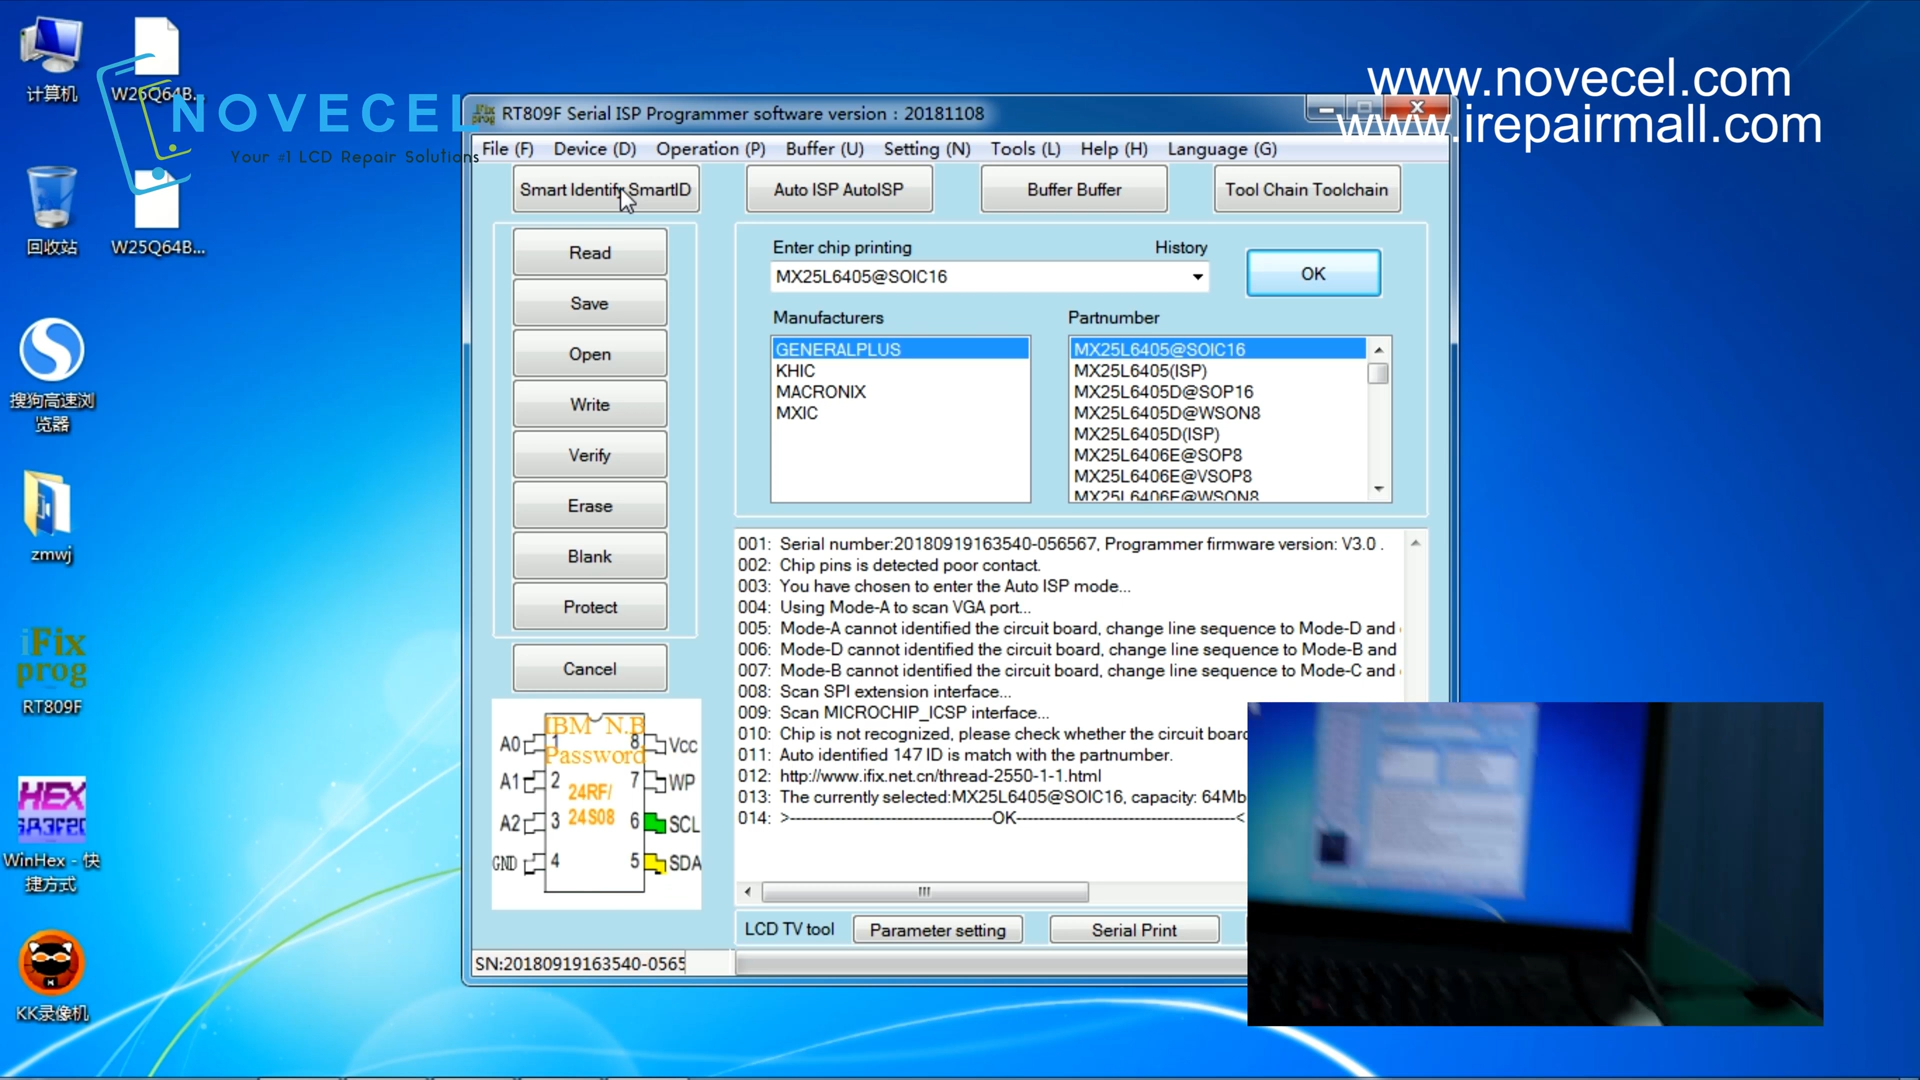 计算机
W25Q64B...
NOVECEL
Your #1 LCD Repair Solutions
www.novecel.com
www.irepairmall.com
回收站
W25Q64B...
搜狗高速浏
览器
zmwj
iFix
prog
RT809F
HEX
WinHex - 快
捷方式
KK录像机
iFix
prog
RT809F Serial ISP Programmer software version：20181108
File (F)
Device (D)
Operation (P)
Buffer (U)
Setting (N)
Tools (L)
Help (H)
Language (G)
Smart Identify SmartID
Auto ISP AutoISP
Buffer Buffer
Tool Chain Toolchain
Read
Save
Open
Write
Verify
Erase
Blank
Protect
Cancel
Enter chip printing
History
MX25L6405@SOIC16
OK
Manufacturers
Partnumber
GENERALPLUS
KHIC
MACRONIX
MXIC
MX25L6405@SOIC16
MX25L6405(ISP)
MX25L6405D@SOP16
MX25L6405D@WSON8
MX25L6405D(ISP)
MX25L6406E@SOP8
MX25L6406E@VSOP8
MX25L6406E@WSON8
001: Serial number:20180919163540-056567, Programmer firmware version: V3.0 .
002: Chip pins is detected poor contact.
003: You have chosen to enter the Auto ISP mode...
004: Using Mode-A to scan VGA port...
005: Mode-A cannot identified the circuit board, change line sequence to Mode-D and
006: Mode-D cannot identified the circuit board, change line sequence to Mode-B and
007: Mode-B cannot identified the circuit board, change line sequence to Mode-C and
008: Scan SPI extension interface...
009: Scan MICROCHIP_ICSP interface...
010: Chip is not recognized, please check whether the circuit board
011: Auto identified 147 ID is match with the partnumber.
012: http://www.ifix.net.cn/thread-2550-1-1.html
013: The currently selected:MX25L6405@SOIC16, capacity: 64Mb
014: >-----------------------------------OK------------------------------------------<
IBM N.B
Password
24RF/
24S08
A0 1 8 Vcc
A1 2 7 WP
A2 3 6 SCL
GND 4 5 SDA
LCD TV tool
Parameter setting
Serial Print
SN:20180919163540-0565